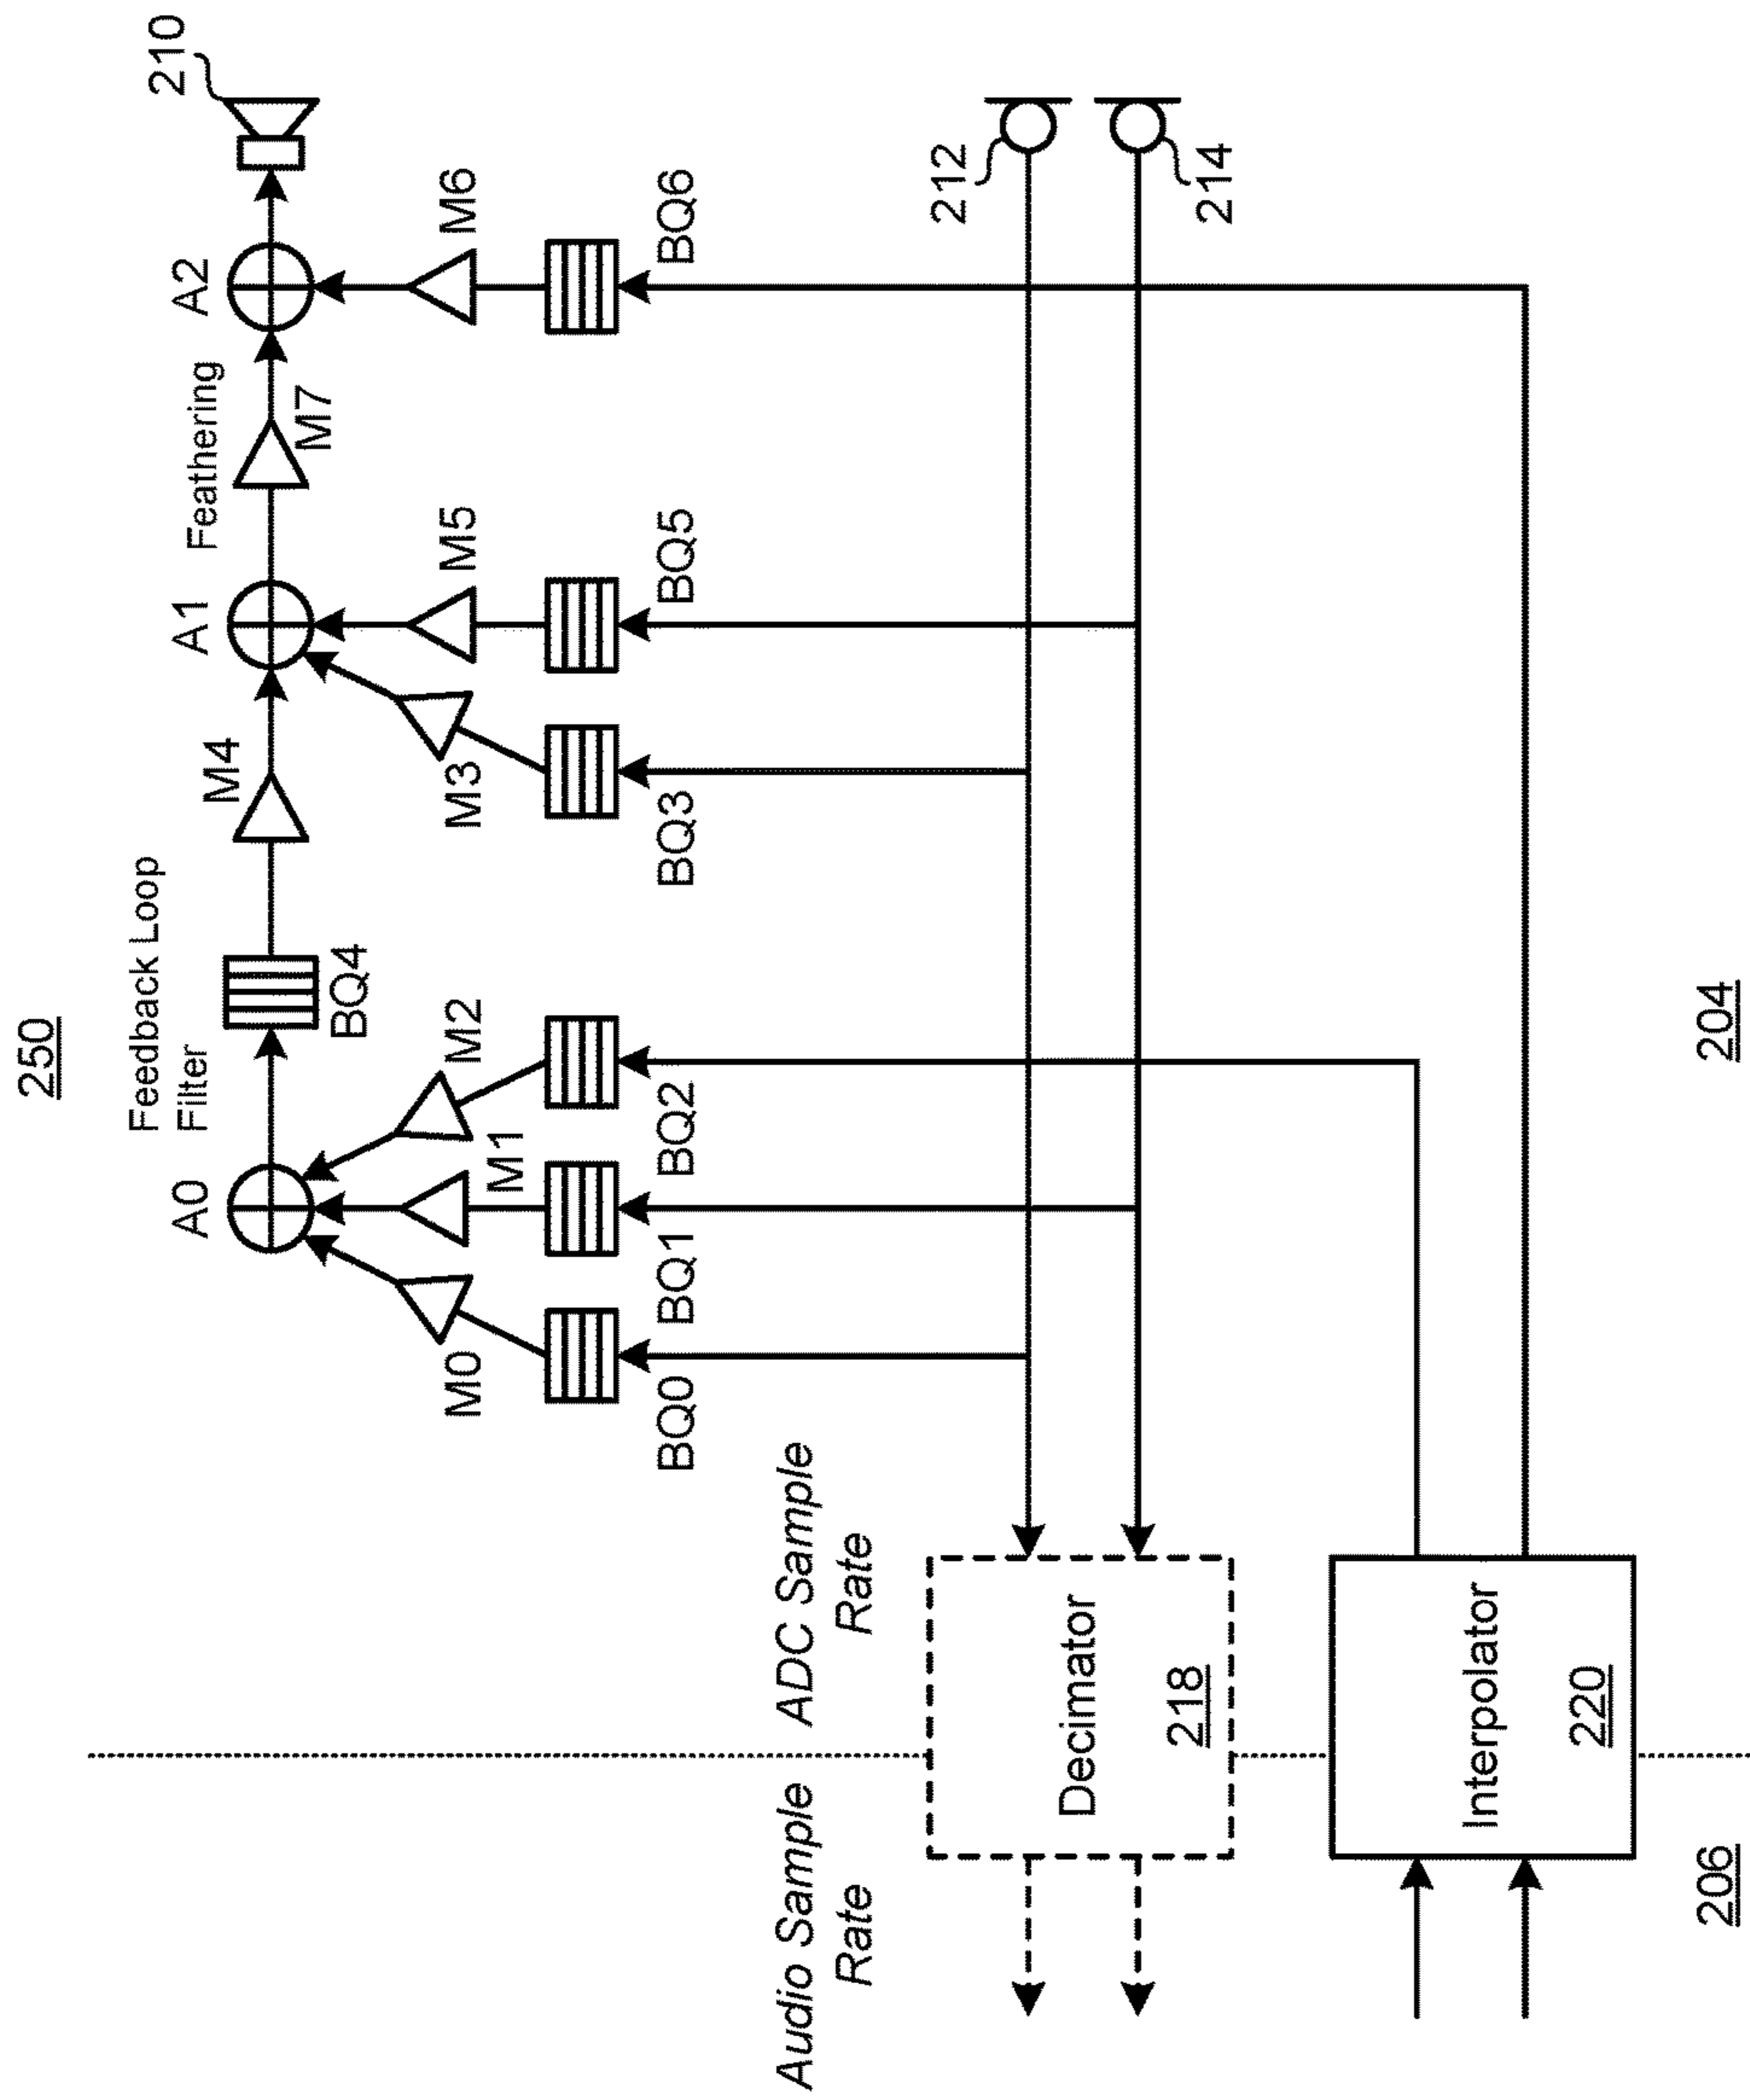 250
Feedback Loop
Filter
Feathering
210
A0
A1
A2
M4
M7
BQ4
M0
M1
M2
M3
M5
M6
BQ0
BQ1
BQ2
BQ3
BQ5
BQ6
Audio Sample
Rate
ADC Sample
Rate
212
214
Decimator
218
Interpolator
220
206
204